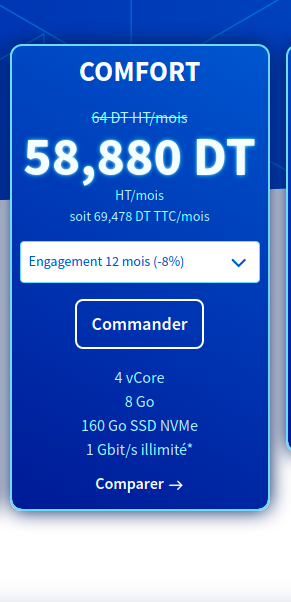 COMFORT
64 DT HT/mois
58,880 DT
HT/mois
soit 69,478 DT TTC/mois
Engagement 12 mois (-8%)
Commander
4 vCore
8 Go
160 Go SSD NVMe
1 Gbit/s illimité*
Comparer →